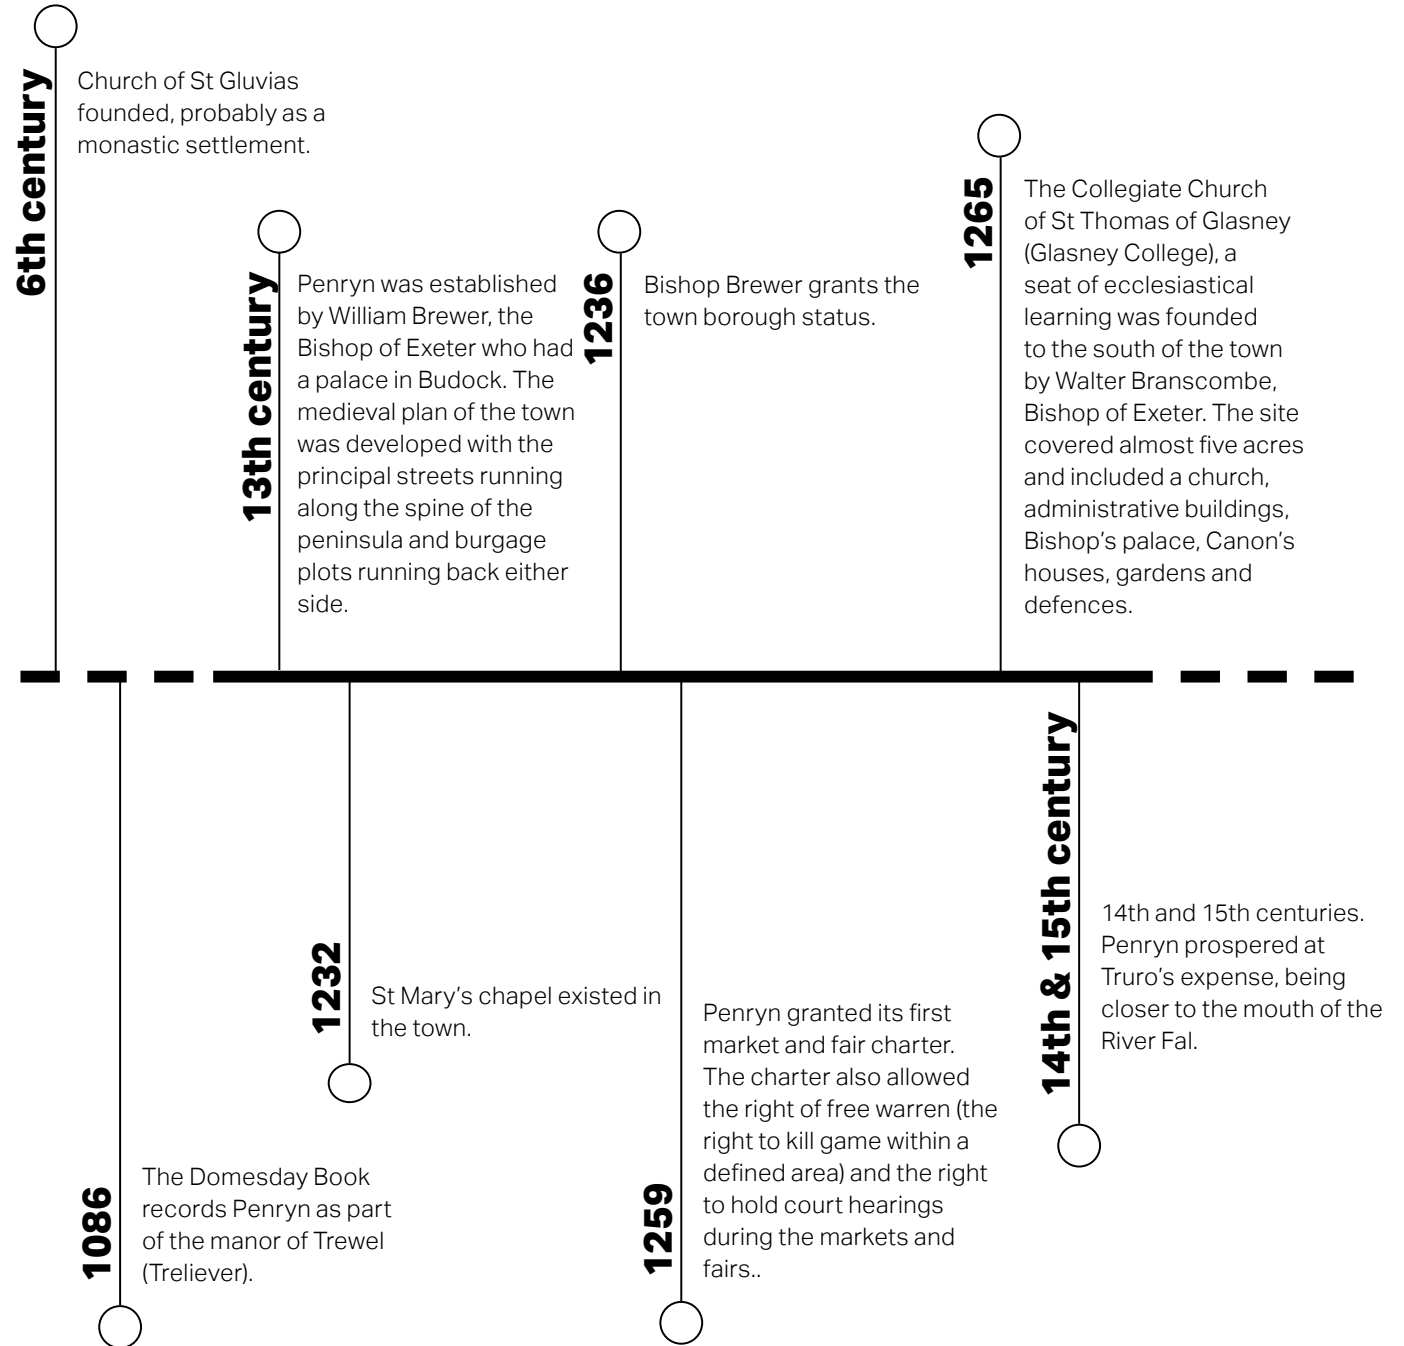 6th century
Church of St Gluvias
founded, probably as a
monastic settlement.
13th century
Penryn was established
by William Brewer, the
Bishop of Exeter who had
a palace in Budock. The
medieval plan of the town
was developed with the
principal streets running
along the spine of the
peninsula and burgage
plots running back either
side.
1236
Bishop Brewer grants the
town borough status.
1265
The Collegiate Church
of St Thomas of Glasney
(Glasney College), a
seat of ecclesiastical
learning was founded
to the south of the town
by Walter Branscombe,
Bishop of Exeter. The site
covered almost five acres
and included a church,
administrative buildings,
Bishop's palace, Canon's
houses, gardens and
defences.
1086
The Domesday Book
records Penryn as part
of the manor of Trewel
(Treliever).
1232
St Mary's chapel existed in
the town.
1259
Penryn granted its first
market and fair charter.
The charter also allowed
the right of free warren (the
right to kill game within a
defined area) and the right
to hold court hearings
during the markets and
fairs..
14th & 15th century
14th and 15th centuries.
Penryn prospered at
Truro's expense, being
closer to the mouth of the
River Fal.